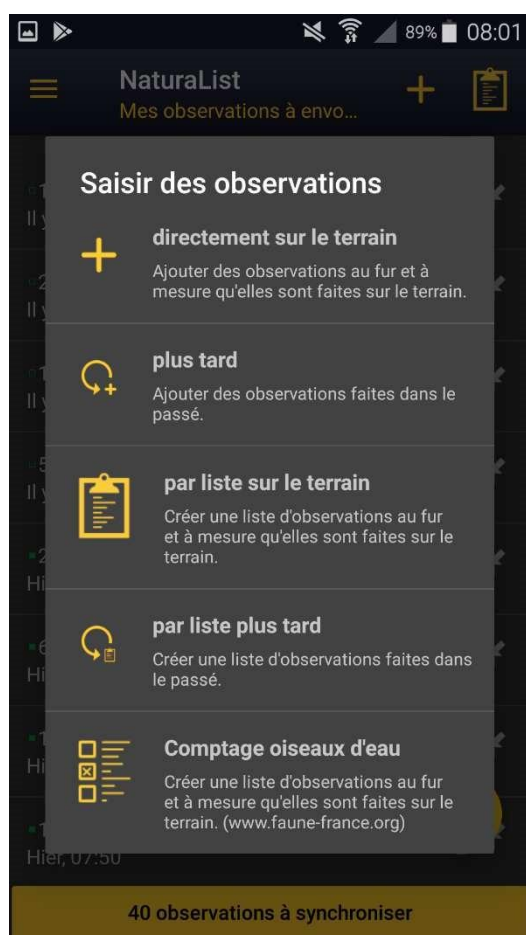 89% 08:01
NaturaList
Mes observations à envo...
Saisir des observations
directement sur le terrain
Ajouter des observations au fur et à
mesure qu'elles sont faites sur le terrain.
plus tard
Ajouter des observations faites dans le
passé.
par liste sur le terrain
Créer une liste d'observations au fur
et à mesure qu'elles sont faites sur le
terrain.
par liste plus tard
Créer une liste d'observations faites dans
le passé.
Comptage oiseaux d'eau
Créer une liste d'observations au fur
et à mesure qu'elles sont faites sur le
terrain. (www.faune-france.org)
Hier, 07:50
40 observations à synchroniser